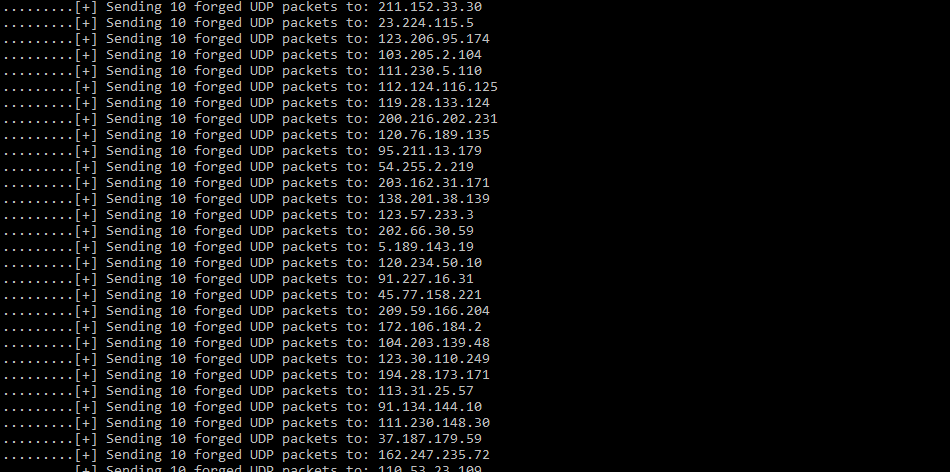 .........[+] Sending 10 forged UDP packets to: 211.152.33.30
.........[+] Sending 10 forged UDP packets to: 23.224.115.5
.........[+] Sending 10 forged UDP packets to: 123.206.95.174
.........[+] Sending 10 forged UDP packets to: 103.205.2.104
.........[+] Sending 10 forged UDP packets to: 111.230.5.110
.........[+] Sending 10 forged UDP packets to: 112.124.116.125
.........[+] Sending 10 forged UDP packets to: 119.28.133.124
.........[+] Sending 10 forged UDP packets to: 200.216.202.231
.........[+] Sending 10 forged UDP packets to: 120.76.189.135
.........[+] Sending 10 forged UDP packets to: 95.211.13.179
.........[+] Sending 10 forged UDP packets to: 54.255.2.219
.........[+] Sending 10 forged UDP packets to: 203.162.31.171
.........[+] Sending 10 forged UDP packets to: 138.201.38.139
.........[+] Sending 10 forged UDP packets to: 123.57.233.3
.........[+] Sending 10 forged UDP packets to: 202.66.30.59
.........[+] Sending 10 forged UDP packets to: 5.189.143.19
.........[+] Sending 10 forged UDP packets to: 120.234.50.10
.........[+] Sending 10 forged UDP packets to: 91.227.16.31
.........[+] Sending 10 forged UDP packets to: 45.77.158.221
.........[+] Sending 10 forged UDP packets to: 209.59.166.204
.........[+] Sending 10 forged UDP packets to: 172.106.184.2
.........[+] Sending 10 forged UDP packets to: 104.203.139.48
.........[+] Sending 10 forged UDP packets to: 123.30.110.249
.........[+] Sending 10 forged UDP packets to: 194.28.173.171
.........[+] Sending 10 forged UDP packets to: 113.31.25.57
.........[+] Sending 10 forged UDP packets to: 91.134.144.10
.........[+] Sending 10 forged UDP packets to: 111.230.148.30
.........[+] Sending 10 forged UDP packets to: 37.187.179.59
.........[+] Sending 10 forged UDP packets to: 162.247.235.72
[+] Sending 10 forged UDP packets to: 110.53.23.109